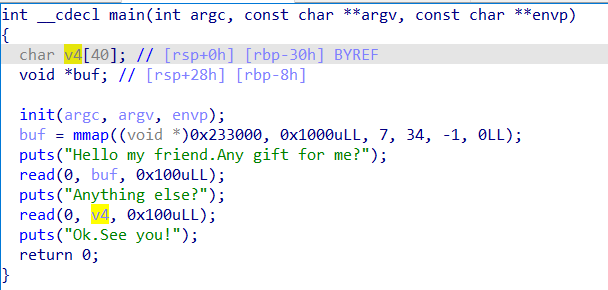 int __cdecl main(int argc, const char **argv, const char **envp)
{
  char v4[40]; // [rsp+0h] [rbp-30h] BYREF
  void *buf; // [rsp+28h] [rbp-8h]

  init(argc, argv, envp);
  buf = mmap((void *)0x233000, 0x1000uLL, 7, 34, -1, 0LL);
  puts("Hello my friend.Any gift for me?");
  read(0, buf, 0x100uLL);
  puts("Anything else?");
  read(0, v4, 0x100uLL);
  puts("Ok.See you!");
  return 0;
}